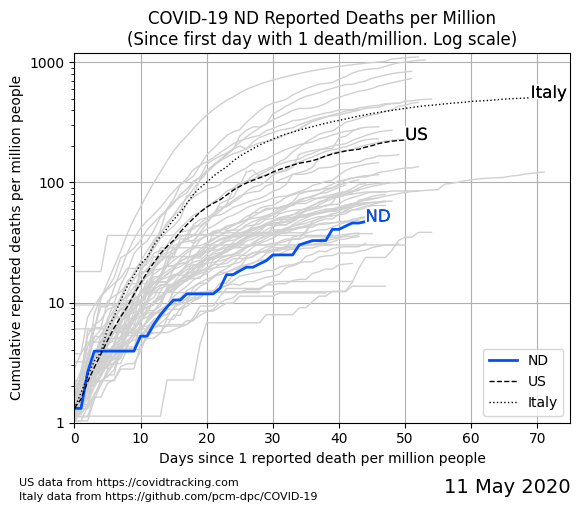 COVID-19 ND Reported Deaths per Million
(Since first day with 1 death/million. Log scale)
Cumulative reported deaths per million people
1000
100
10
1
Italy
US
ND
ND
US
Italy
0 10 20 30 40 50 60 70
Days since 1 reported death per million people
US data from https://covidtracking.com
Italy data from https://github.com/pcm-dpc/COVID-19
11 May 2020